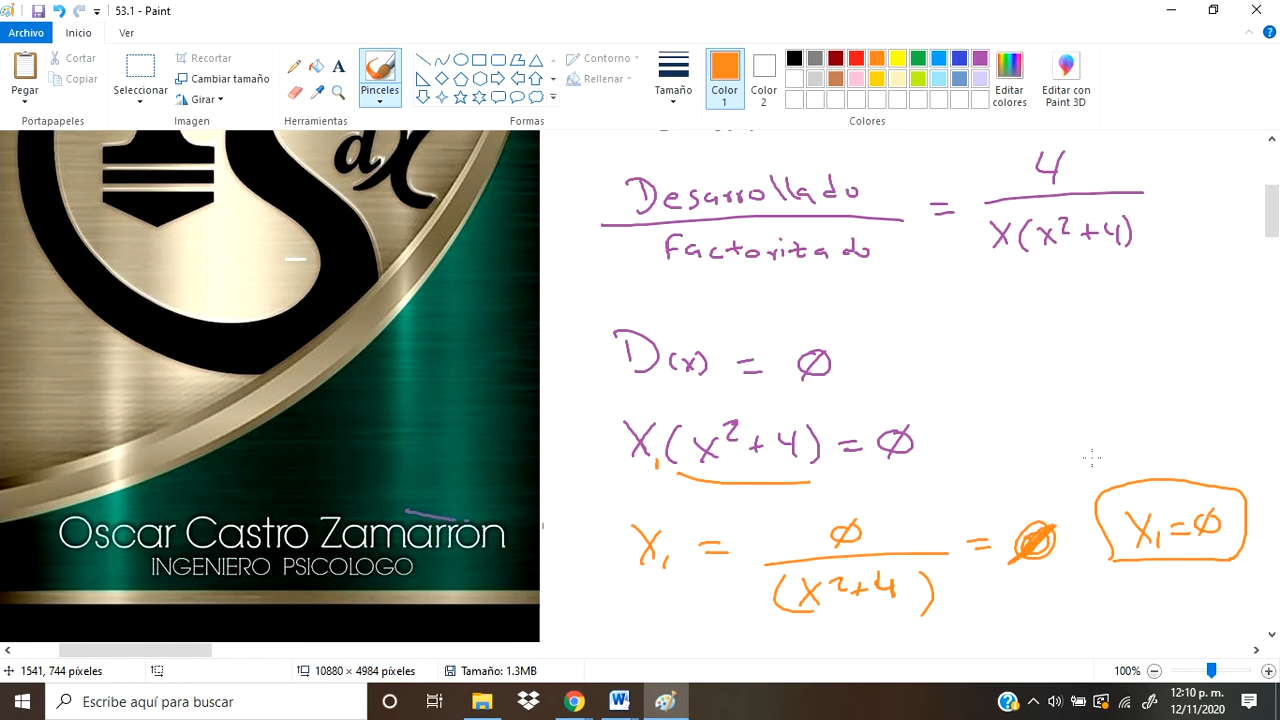 53.1 - Paint
Archivo Inicio Ver
Pegar
Cortar
Copiar
Portapapeles
Seleccionar
Recortar
Cambiar tamaño
Girar
Imagen
A
Herramientas
Pinceles
Contorno
Rellenar
Formas
Tamaño
Color 1
Color 2
Editar colores
Editar con Paint 3D
Colores
dx
Oscar Castro Zamarron
INGENIERO PSICOLOGO
Desarrollado / Factoritado = 4 / X(x²+4)
D(x) = ∅
X₁(x²+4) = ∅
X₁ = ∅ / (x²+4) = ∅
X₁ = ∅
1541, 744 píxeles
10880 × 4984 píxeles
Tamaño: 1.3MB
100%
Escribe aquí para buscar
12:10 p. m.
12/11/2020